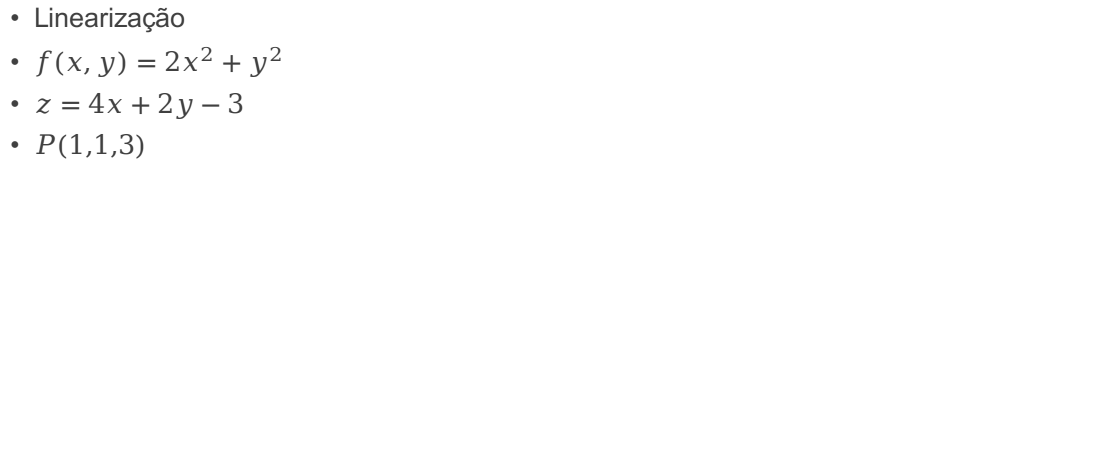 • Linearização
• f(x, y) = 2x² + y²
• z = 4x + 2y − 3
• P(1,1,3)